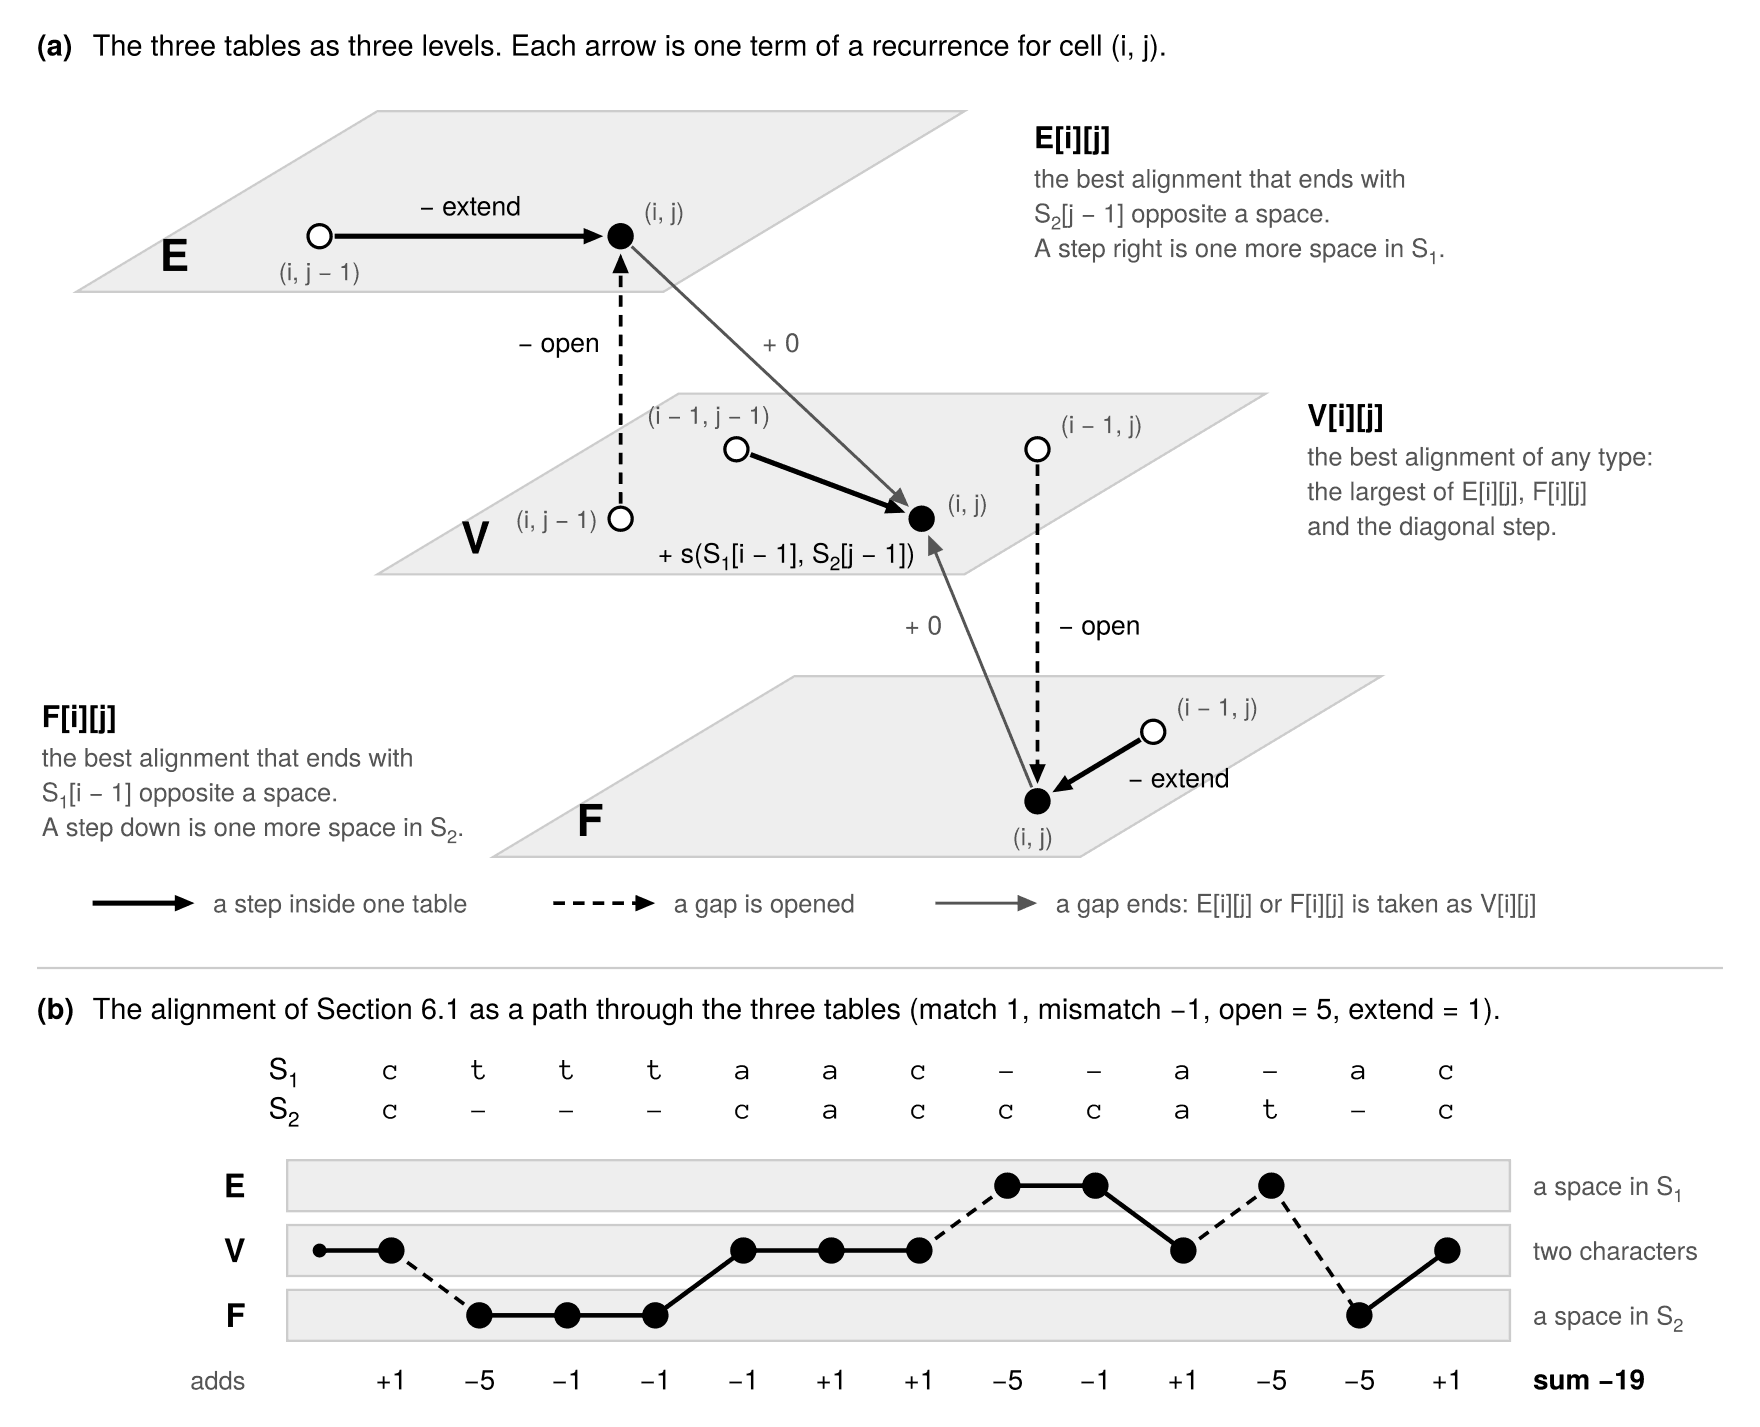 (a) The three tables as three levels. Each arrow is one term of a recurrence for cell (i, j).
E[i][j]
the best alignment that ends with
S₂[j − 1] opposite a space.
A step right is one more space in S₁.
− extend
(i, j)
E
(i, j − 1)
− open
+ 0
(i − 1, j − 1)
(i − 1, j)
V[i][j]
the best alignment of any type:
the largest of E[i][j], F[i][j]
and the diagonal step.
(i, j)
V
(i, j − 1)
+ s(S₁[i − 1], S₂[j − 1])
+ 0
− open
F[i][j]
the best alignment that ends with
S₁[i − 1] opposite a space.
A step down is one more space in S₂.
(i − 1, j)
− extend
F
(i, j)
a step inside one table
a gap is opened
a gap ends: E[i][j] or F[i][j] is taken as V[i][j]
(b) The alignment of Section 6.1 as a path through the three tables (match 1, mismatch −1, open = 5, extend = 1).
S₁ c t t t a a c – – a – a c
S₂ c – – – c a c c c a t – c
E a space in S₁
V two characters
F a space in S₂
adds +1 −5 −1 −1 −1 +1 +1 −5 −1 +1 −5 −5 +1 sum −19